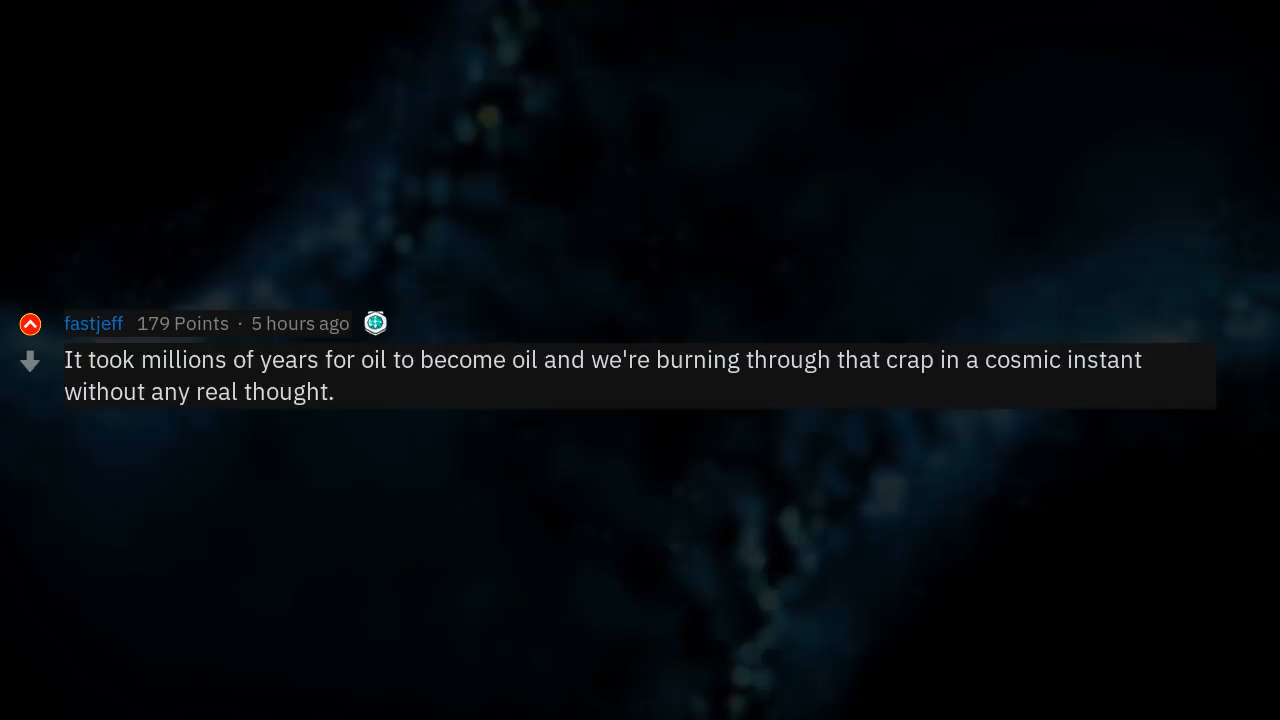 fastjeff 179 Points · 5 hours ago
It took millions of years for oil to become oil and we're burning through that crap in a cosmic instant
without any real thought.